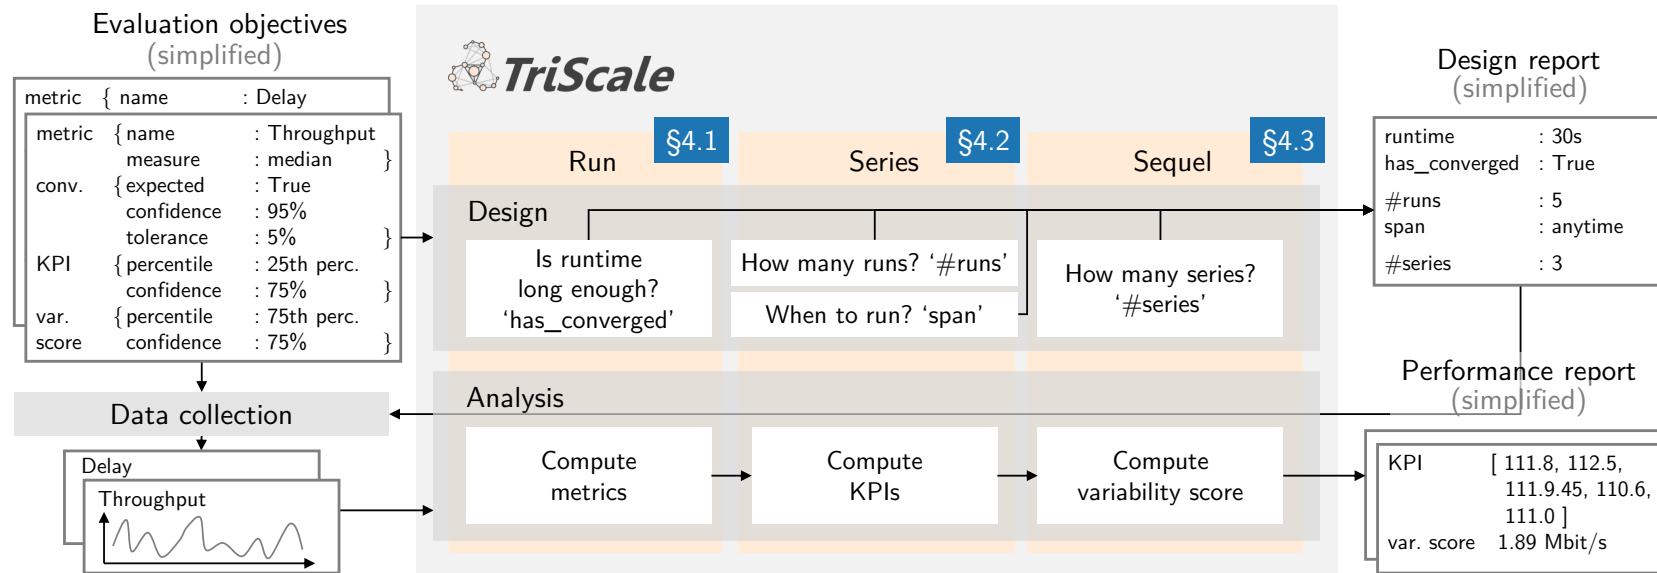 Evaluation objectives
(simplified)
metric { name : Delay
metric { name : Throughput
measure : median }
conv. { expected : True
confidence : 95%
tolerance : 5% }
KPI { percentile : 25th perc.
confidence : 75% }
var. { percentile : 75th perc.
score confidence : 75% }
Data collection
Delay
Throughput
TriScale
§4.1
§4.2
§4.3
Run
Series
Sequel
Design
Is runtime
long enough?
‘has_converged’
How many runs? ‘#runs’
When to run? ‘span’
How many series?
‘#series’
Analysis
Compute
metrics
Compute
KPIs
Compute
variability score
Design report
(simplified)
runtime : 30s
has_converged : True
#runs : 5
span : anytime
#series : 3
Performance report
(simplified)
KPI [ 111.8, 112.5,
111.9.45, 110.6,
111.0 ]
var. score 1.89 Mbit/s